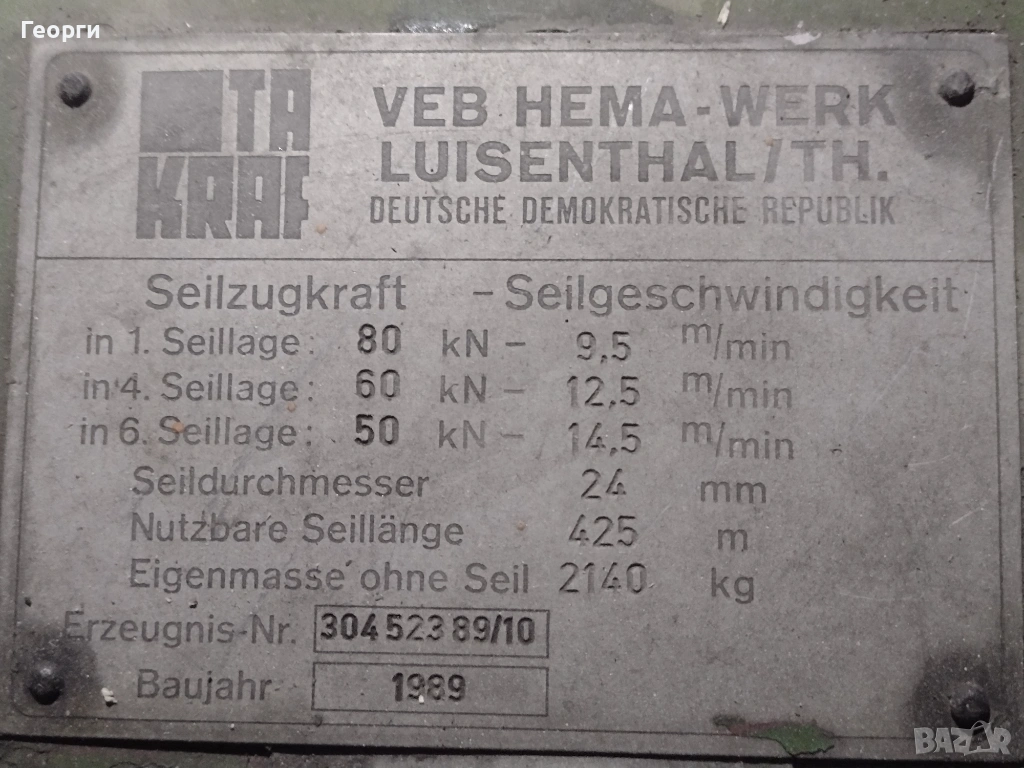 Георги
TA
KRAF
VEB HEMA-WERK
LUISENTHAL/TH.
DEUTSCHE DEMOKRATISCHE REPUBLIK
Seilzugkraft - Seilgeschwindigkeit
in 1. Seillage: 80 kN - 9,5 m/min
in 4. Seillage: 60 kN - 12,5 m/min
in 6. Seillage: 50 kN - 14,5 m/min
Seildurchmesser 24 mm
Nutzbare Seillänge 425 m
Eigenmasse ohne Seil 2140 kg
Erzeugnis-Nr. 304 523 89/10
Baujahr 1989
BAZAR